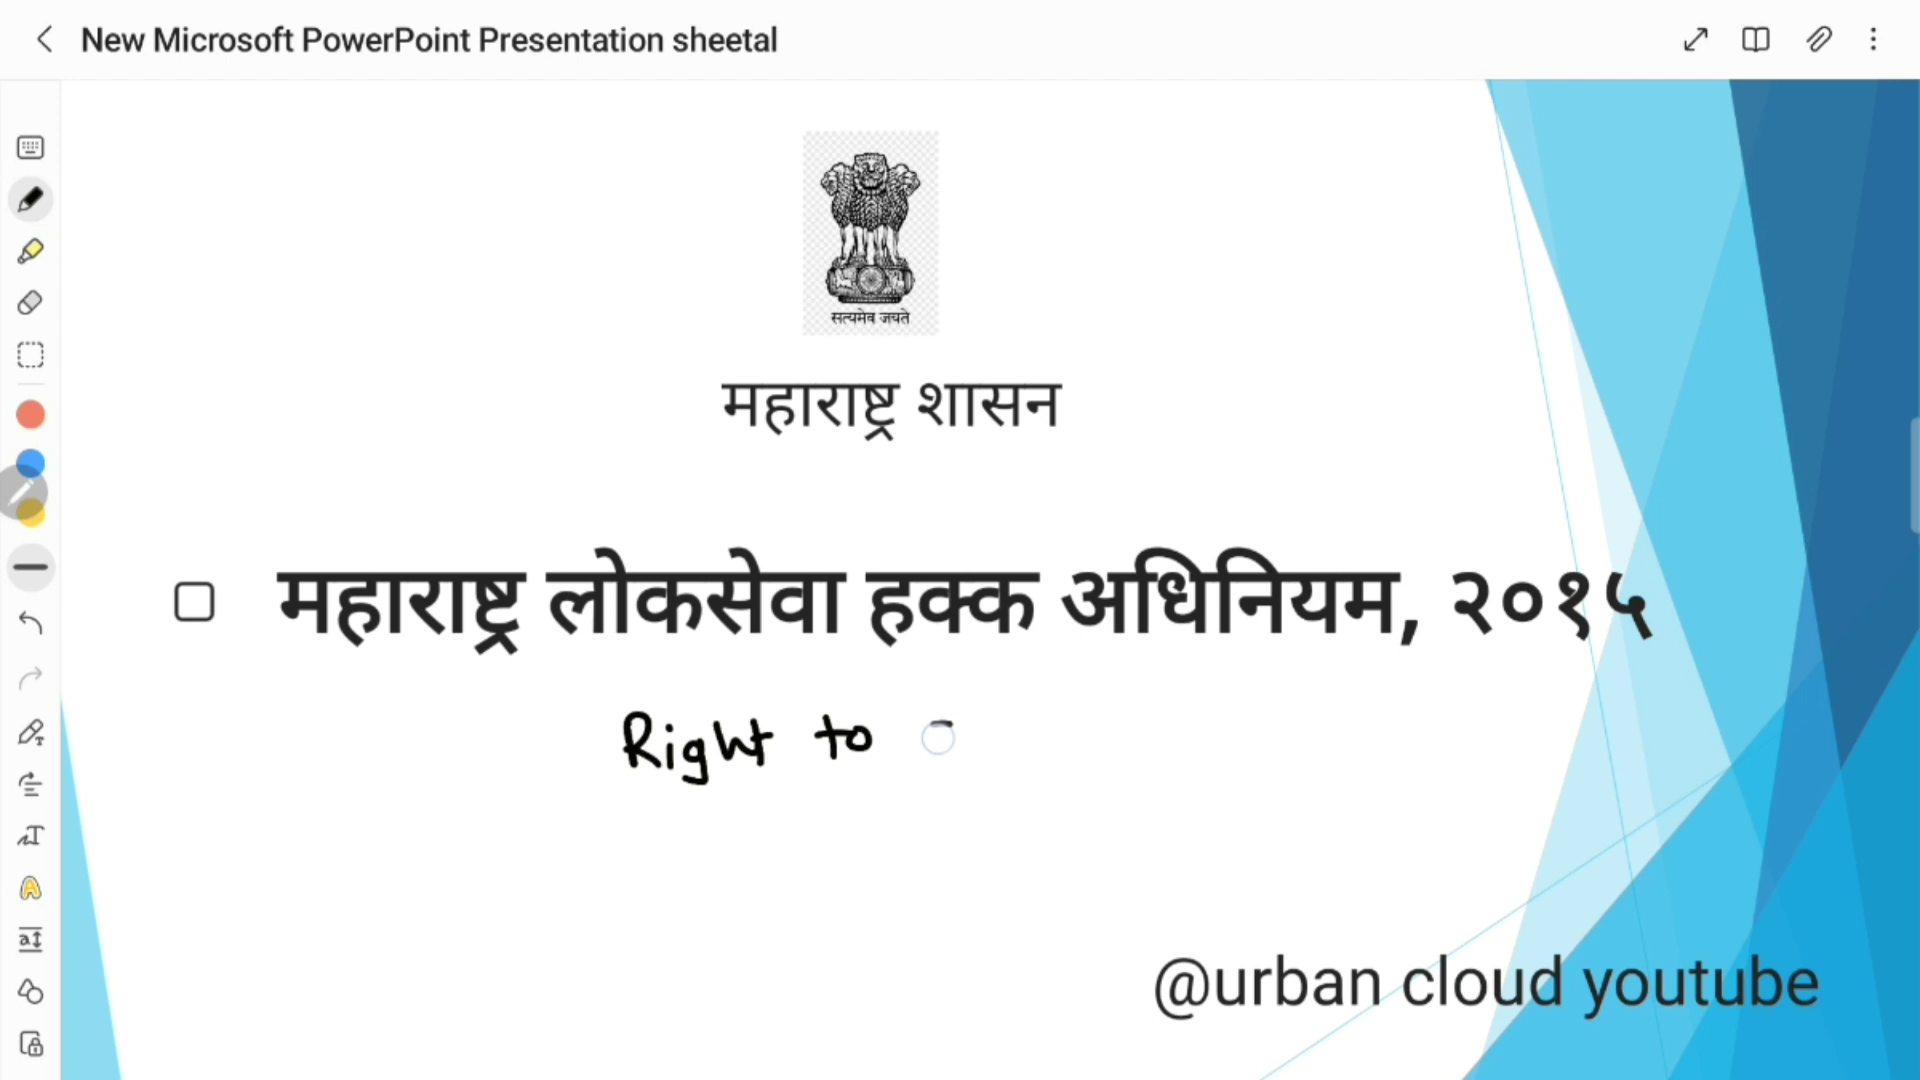 New Microsoft PowerPoint Presentation sheetal
सत्यमेव जयते
महाराष्ट्र शासन
महाराष्ट्र लोकसेवा हक्क अधिनियम, २०१५
Right to
@urban cloud youtube